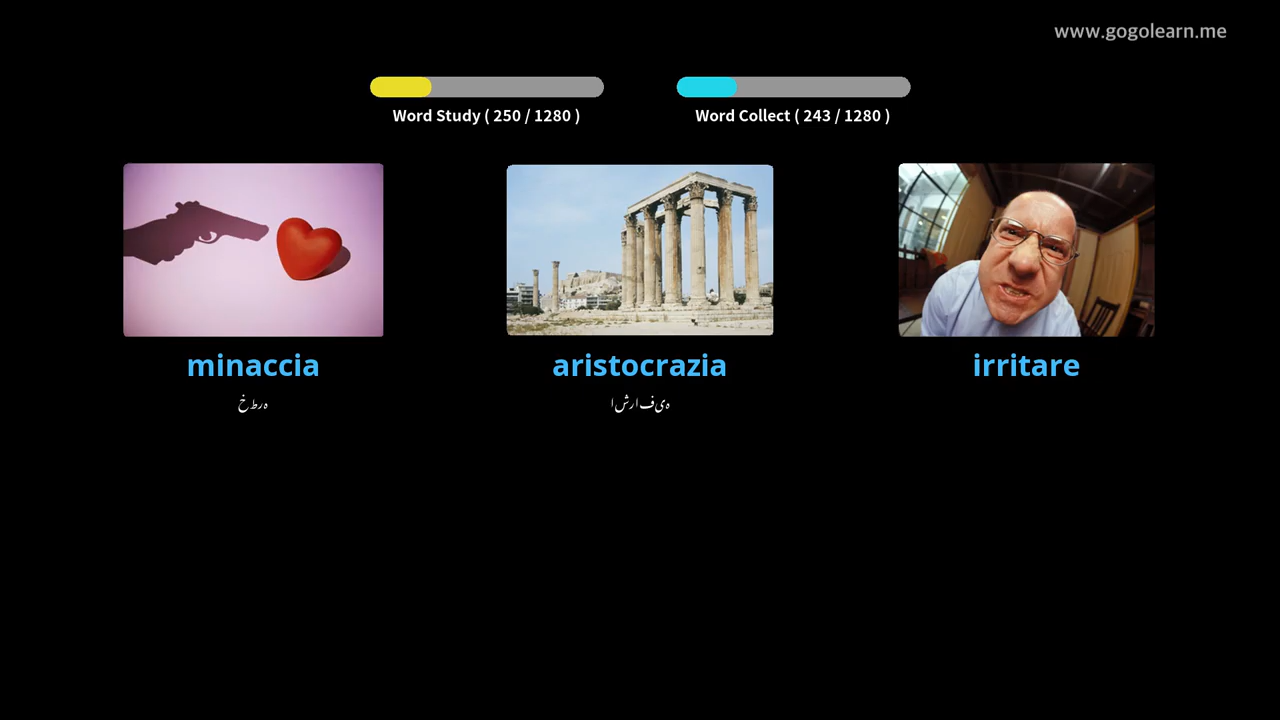 www.gogolearn.me
Word Study ( 250 / 1280 )
Word Collect ( 243 / 1280 )
minaccia
aristocrazia
irritare
خطرہ
اشرافیہ